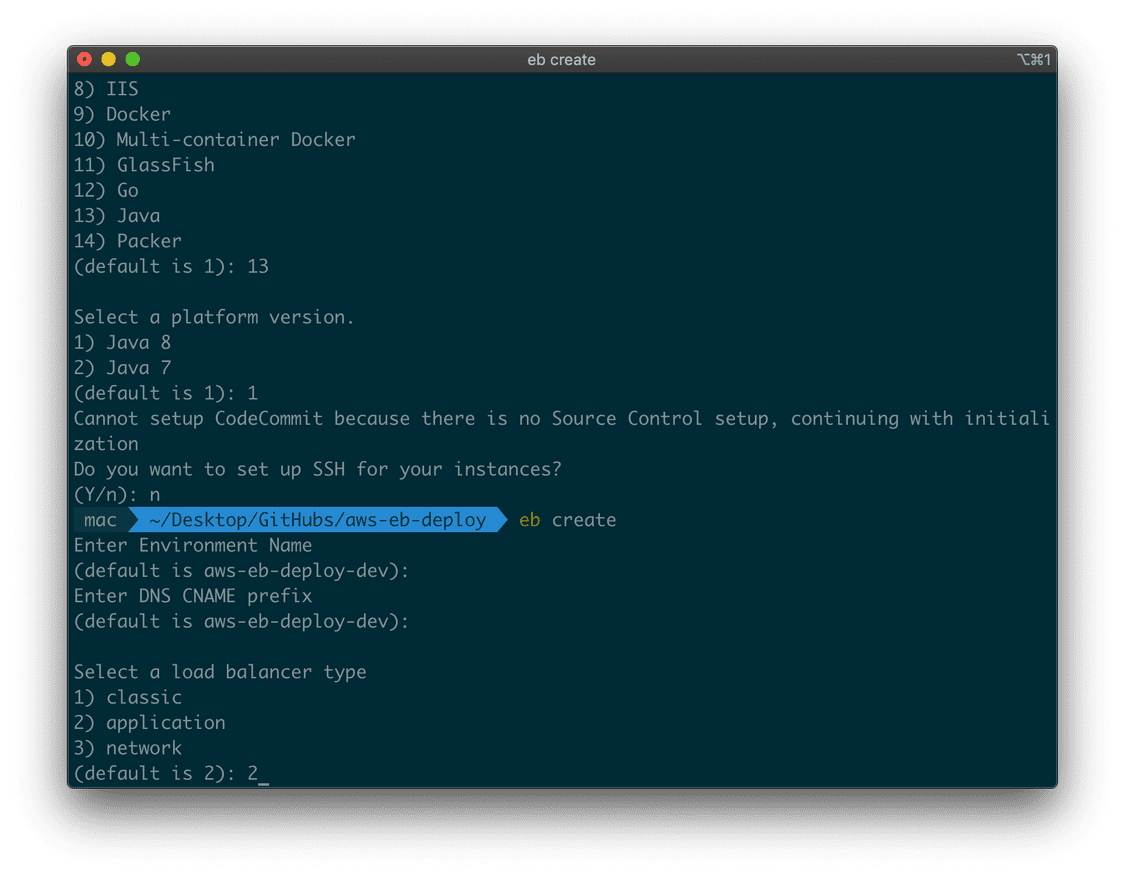 eb create
⌥⌘1
8) IIS
9) Docker
10) Multi-container Docker
11) GlassFish
12) Go
13) Java
14) Packer
(default is 1): 13
Select a platform version.
1) Java 8
2) Java 7
(default is 1): 1
Cannot setup CodeCommit because there is no Source Control setup, continuing with initiali
zation
Do you want to set up SSH for your instances?
(Y/n): n
mac ~/Desktop/GitHubs/aws-eb-deploy eb create
Enter Environment Name
(default is aws-eb-deploy-dev):
Enter DNS CNAME prefix
(default is aws-eb-deploy-dev):
Select a load balancer type
1) classic
2) application
3) network
(default is 2): 2_